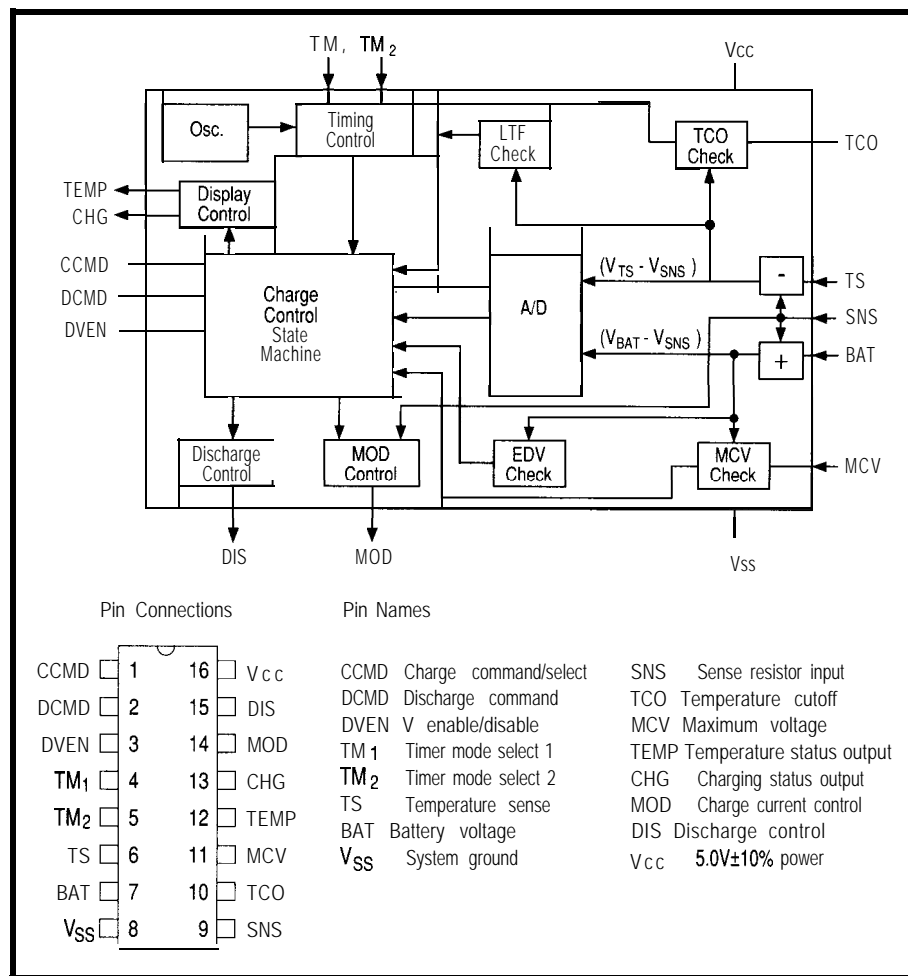 TM, TM2
Vcc
Osc.
Timing
Control
LTF
Check
TCO
Check
TCO
TEMP
CHG
Display
Control
CCMD
DCMD
DVEN
Charge
Control
State
Machine
A/D
(VTS - VSNS )
(VBAT - VSNS )
-
+
TS
SNS
BAT
Discharge
Control
MOD
Control
EDV
Check
MCV
Check
MCV
DIS
MOD
Vss
Pin Connections
CCMD 1 16 Vcc
DCMD 2 15 DIS
DVEN 3 14 MOD
TM1 4 13 CHG
TM2 5 12 TEMP
TS 6 11 MCV
BAT 7 10 TCO
VSS 8 9 SNS
Pin Names
CCMD Charge command/select
DCMD Discharge command
DVEN V enable/disable
TM1 Timer mode select 1
TM2 Timer mode select 2
TS Temperature sense
BAT Battery voltage
VSS System ground
SNS Sense resistor input
TCO Temperature cutoff
MCV Maximum voltage
TEMP Temperature status output
CHG Charging status output
MOD Charge current control
DIS Discharge control
Vcc 5.0V±10% power